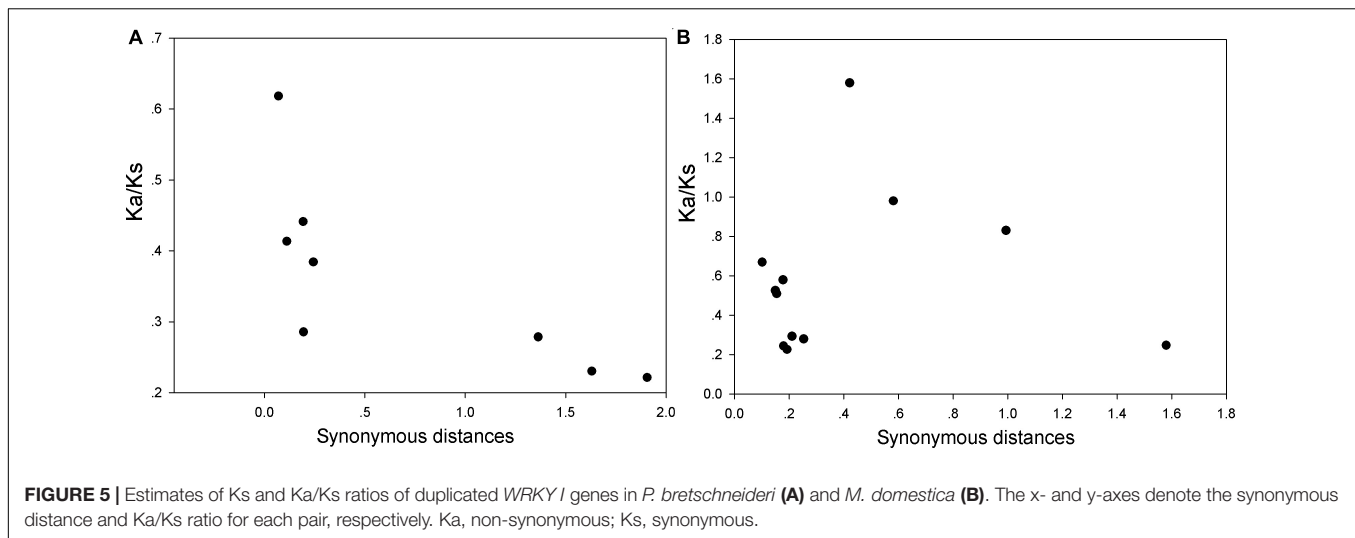 A
.7
.6
.5
.4
.3
.2
Ka/Ks
0.0 .5 1.0 1.5 2.0
Synonymous distances
B
1.8
1.6
1.4
1.2
1.0
0.8
0.6
0.4
0.2
0.0
Ka/Ks
0.0 .2 .4 .6 .8 1.0 1.2 1.4 1.6 1.8
Synonymous distances
FIGURE 5 | Estimates of Ks and Ka/Ks ratios of duplicated WRKY I genes in P. bretschneideri (A) and M. domestica (B). The x- and y-axes denote the synonymous
distance and Ka/Ks ratio for each pair, respectively. Ka, non-synonymous; Ks, synonymous.